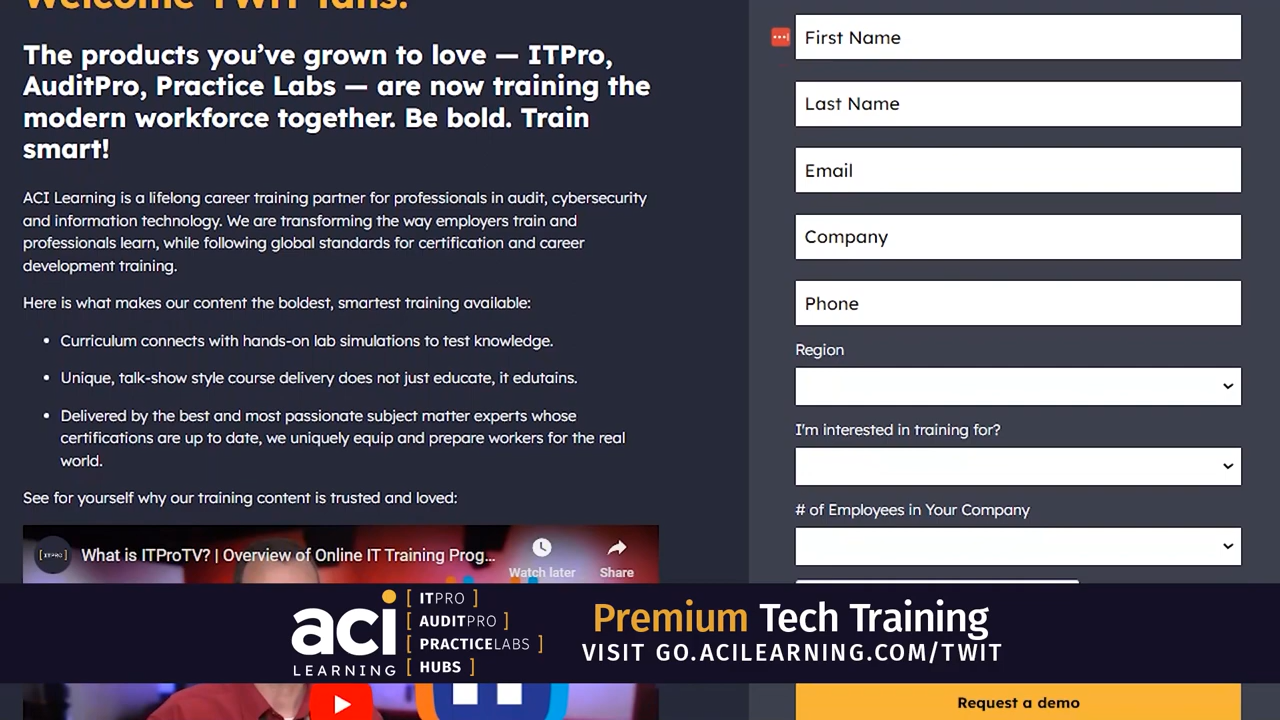 Welcome TWiT fans!
The products you’ve grown to love — ITPro,
AuditPro, Practice Labs — are now training the
modern workforce together. Be bold. Train
smart!
ACI Learning is a lifelong career training partner for professionals in audit, cybersecurity
and information technology. We are transforming the way employers train and
professionals learn, while following global standards for certification and career
development training.
Here is what makes our content the boldest, smartest training available:
• Curriculum connects with hands-on lab simulations to test knowledge.
• Unique, talk-show style course delivery does not just educate, it edutains.
• Delivered by the best and most passionate subject matter experts whose
certifications are up to date, we uniquely equip and prepare workers for the real
world.
See for yourself why our training content is trusted and loved:
[ITPRO]
What is ITProTV? | Overview of Online IT Training Prog...
Watch later
Share
First Name
Last Name
Email
Company
Phone
Region
I'm interested in training for?
# of Employees in Your Company
aci
LEARNING
[ ITPRO ]
[ AUDITPRO ]
[ PRACTICELABS ]
[ HUBS ]
Premium Tech Training
VISIT GO.ACILEARNING.COM/TWIT
Request a demo